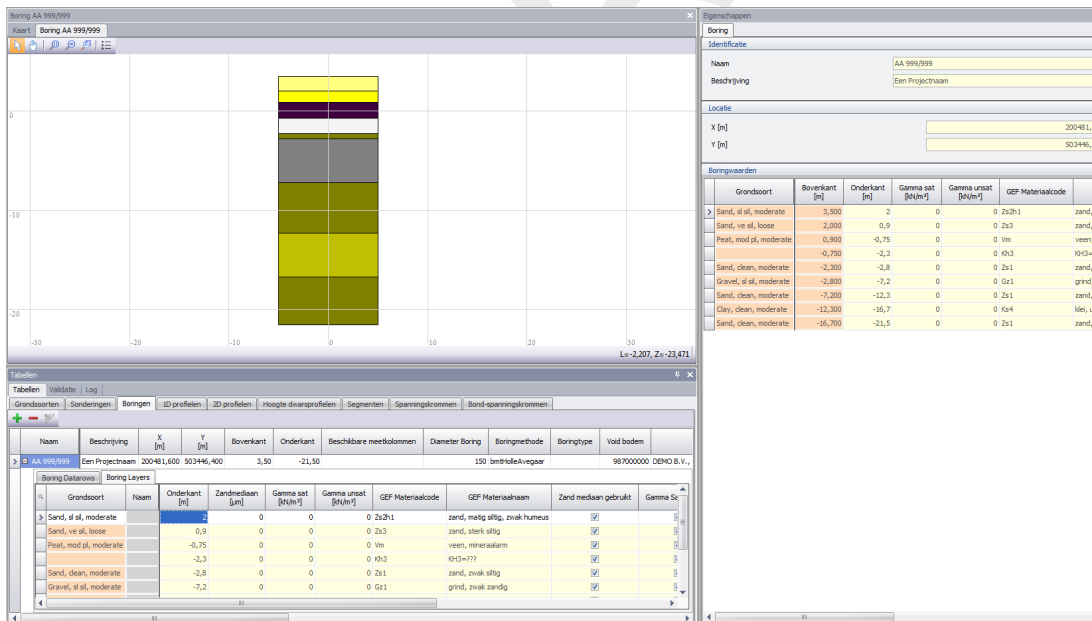 Boring AA 999/999
Kaart Boring AA 999/999
0
-10
-20
-30 -20 -10 0 10 20 30
L=-2,207, Z=-23,471
Tabellen
Tabellen Validatie Log
Grondsoorten Sonderingen Boringen 1D profielen 2D profielen Hoogte dwarsprofielen Segmenten Spanningskrommen Bond-spanningskrommen
Naam Beschrijving X [m] Y [m] Bovenkant Onderkant Beschikbare meetkolommen Diameter Boring Boringmethode Boringtype Void bodem
AA 999/999 Een Projectnaam 200481,600 503446,400 3,50 -21,50 150 bmtHolleAvegaar 987000000 DEMO B.V.,
Boring Datarows Boring Layers
Grondsoort Naam Onderkant [m] Zandmediaan [µm] Gamma sat [kN/m³] Gamma unsat [kN/m³] GEF Materiaalcode GEF Materiaalnaam Zand mediaan gebruikt Gamma Sa
Sand, sl sil, moderate 2 0 0 0 Zs2h1 zand, matig siltig, zwak humeus
Sand, ve sil, loose 0,9 0 0 0 Zs3 zand, sterk siltig
Peat, mod pl, moderate -0,75 0 0 0 Vm veen, mineraalarm
-2,3 0 0 0 Kh3 KH3=???
Sand, clean, moderate -2,8 0 0 0 Zs1 zand, zwak siltig
Gravel, sl sil, moderate -7,2 0 0 0 Gz1 grind, zwak zandig
Eigenschappen
Boring
Identificatie
Naam AA 999/999
Beschrijving Een Projectnaam
Locatie
X [m] 200481,
Y [m] 503446,
Boringwaarden
Grondsoort Bovenkant [m] Onderkant [m] Gamma sat [kN/m³] Gamma unsat [kN/m³] GEF Materiaalcode
Sand, sl sil, moderate 3,500 2 0 0 Zs2h1 zand,
Sand, ve sil, loose 2,000 0,9 0 0 Zs3 zand,
Peat, mod pl, moderate 0,900 -0,75 0 0 Vm veen,
-0,750 -2,3 0 0 Kh3 KH3=
Sand, clean, moderate -2,300 -2,8 0 0 Zs1 zand,
Gravel, sl sil, moderate -2,800 -7,2 0 0 Gz1 grind
Sand, clean, moderate -7,200 -12,3 0 0 Zs1 zand,
Clay, clean, moderate -12,300 -16,7 0 0 Ks4 klei, u
Sand, clean, moderate -16,700 -21,5 0 0 Zs1 zand,